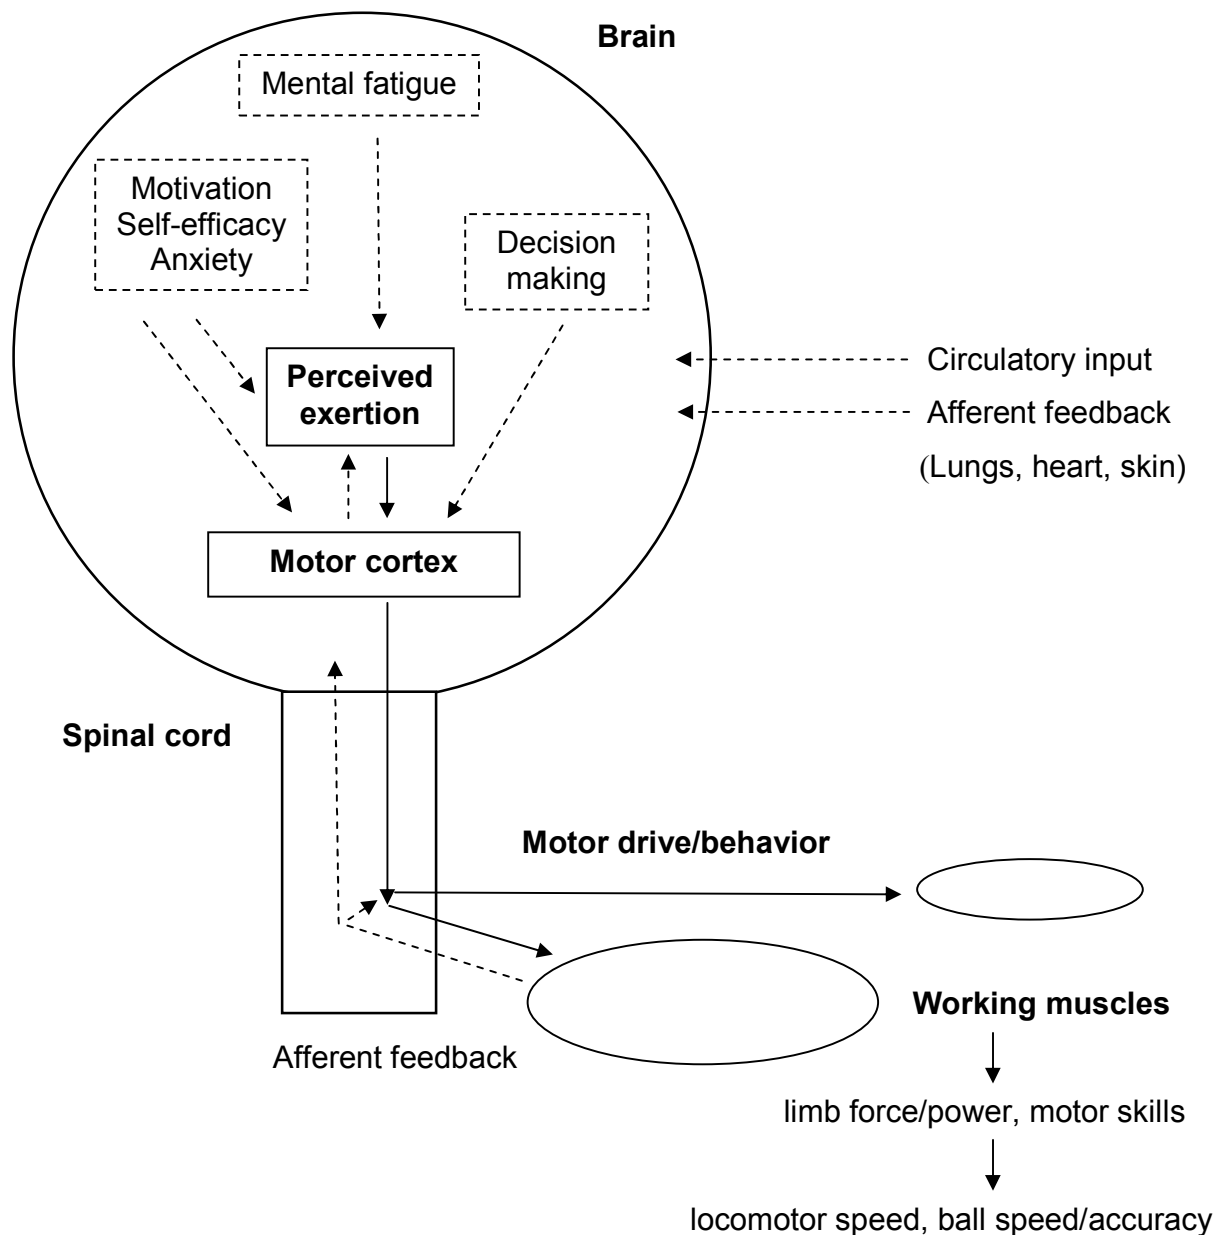 Brain
Mental fatigue
Motivation
Self-efficacy
Anxiety
Decision
making
Perceived
exertion
Circulatory input
Afferent feedback
(Lungs, heart, skin)
Motor cortex
Spinal cord
Motor drive/behavior
Working muscles
Afferent feedback
limb force/power, motor skills
locomotor speed, ball speed/accuracy